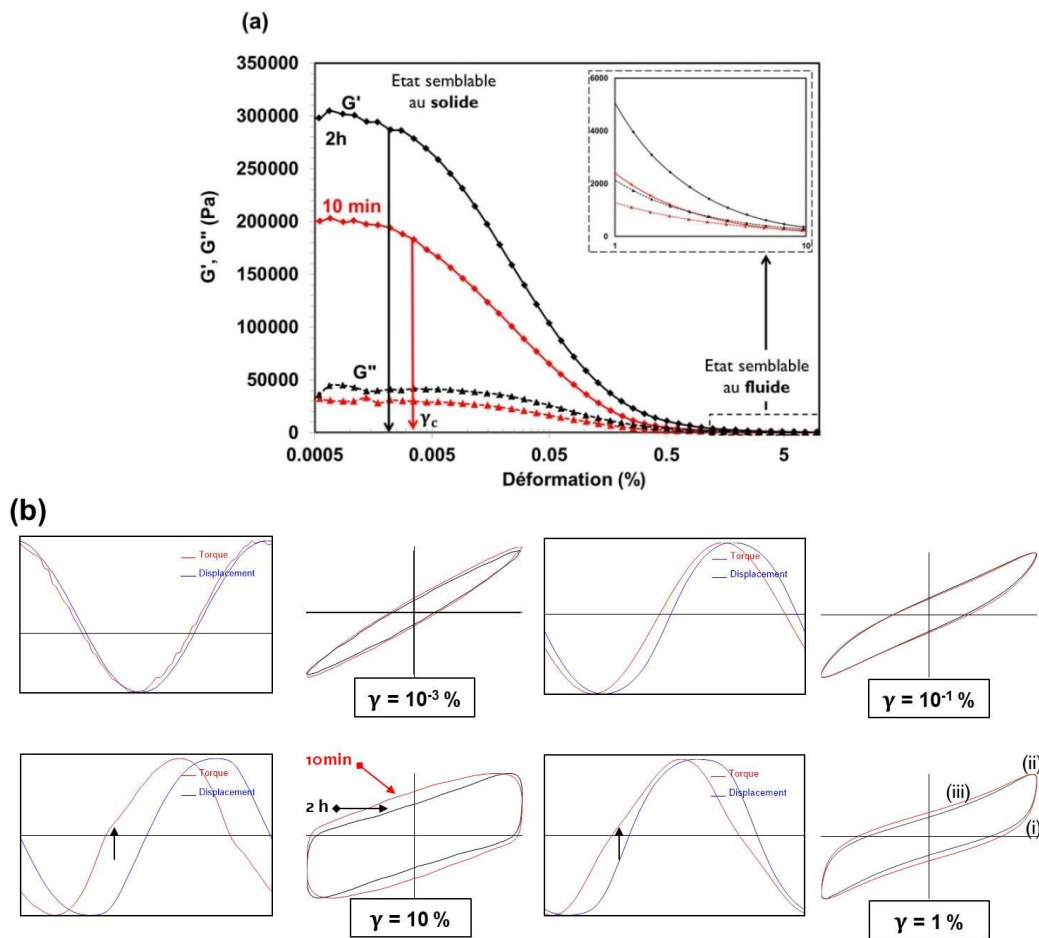 (a)
350000
300000
250000
200000
150000
100000
50000
0
G', G'' (Pa)
0.0005
0.005
0.05
0.5
5
Déformation (%)
Etat semblable
au solide
G'
2h
10 min
G"
γc
6000
4000
2000
0
1
10
Etat semblable
au fluide
(b)
Torque
Displacement
γ = 10-3 %
Torque
Displacement
γ = 10-1 %
Torque
Displacement
10min
2 h
γ = 10 %
Torque
Displacement
(ii)
(iii)
(i)
γ = 1 %